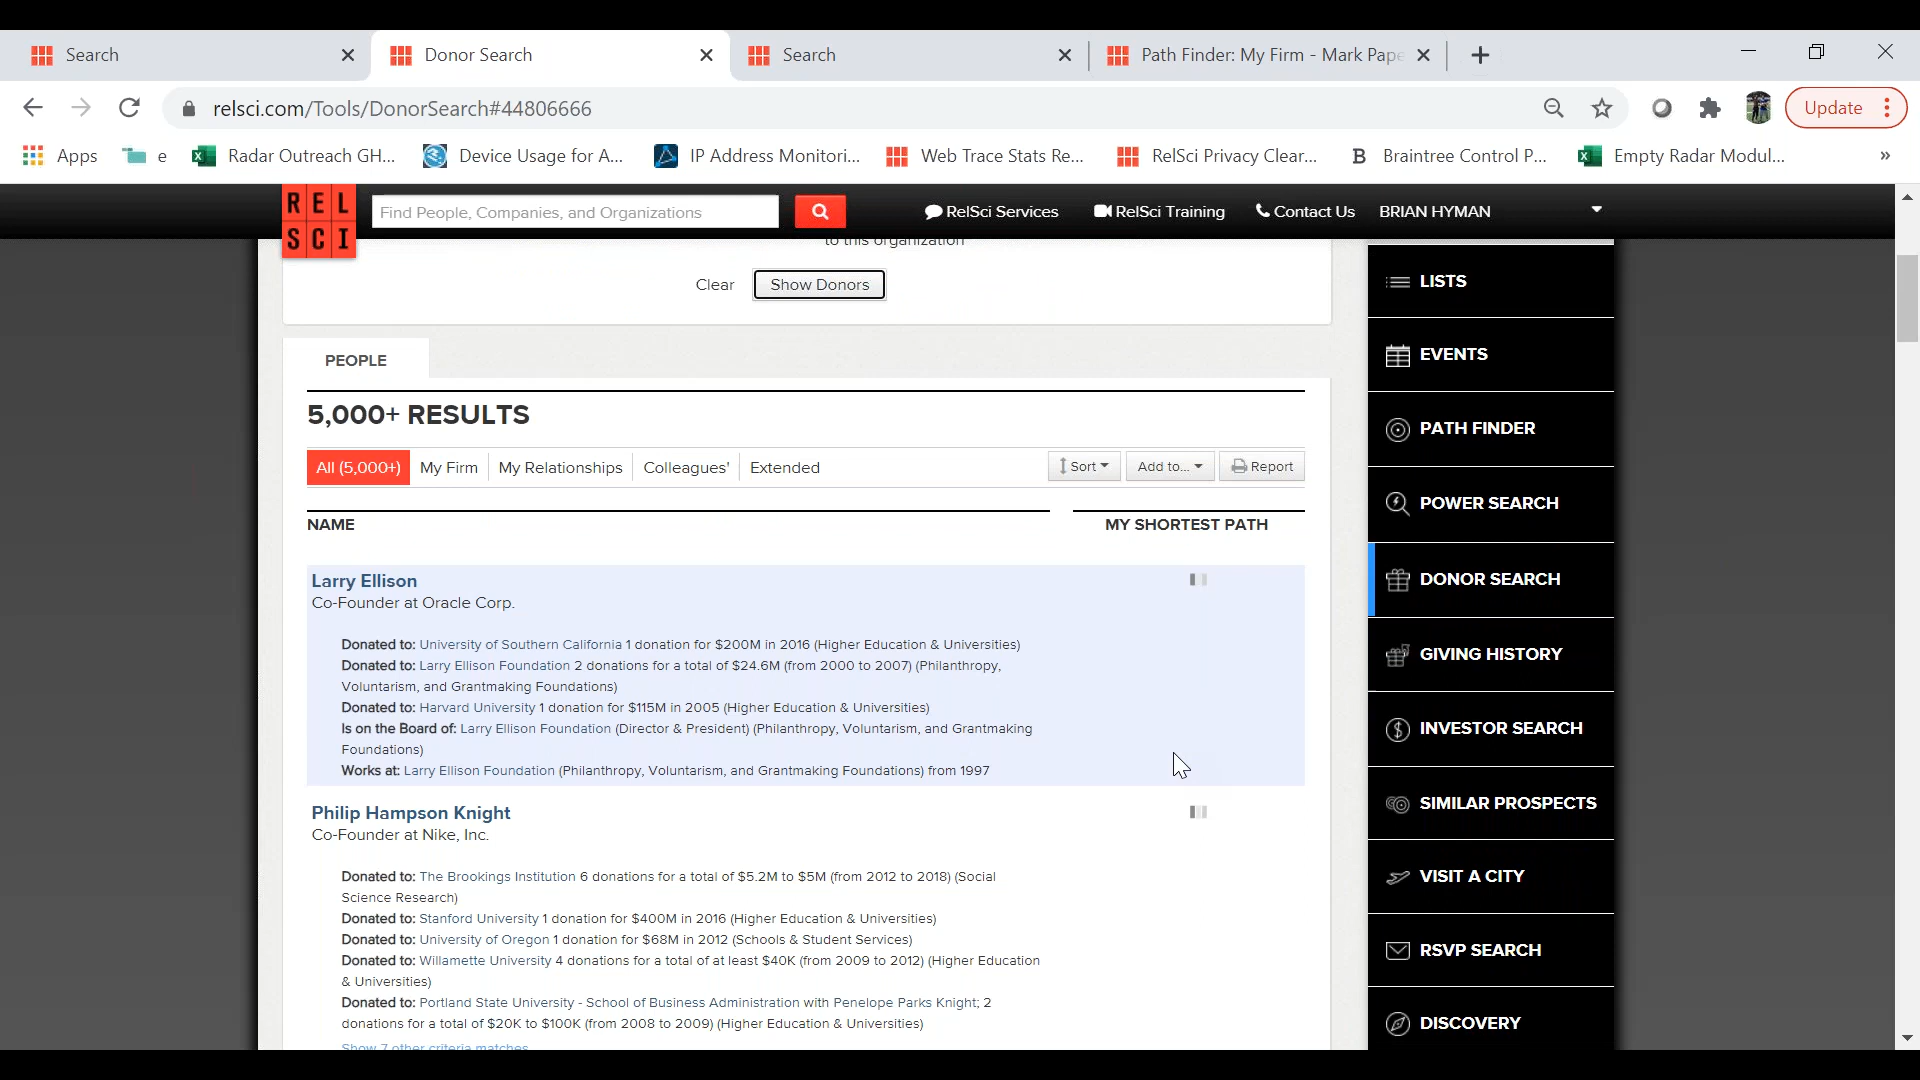 Search
Donor Search
Search
Path Finder: My Firm - Mark Pape
relsci.com/Tools/DonorSearch#44806666
Update
Apps
e
Radar Outreach GH...
Device Usage for A...
IP Address Monitori...
Web Trace Stats Re...
RelSci Privacy Clear...
Braintree Control P...
Empty Radar Modul...
»
REL
SCI
Find People, Companies, and Organizations
RelSci Services
RelSci Training
Contact Us
BRIAN HYMAN
to this organization
Clear
Show Donors
PEOPLE
5,000+ RESULTS
All (5,000+)
My Firm
My Relationships
Colleagues'
Extended
Sort
Add to...
Report
NAME
MY SHORTEST PATH
Larry Ellison
Co-Founder at Oracle Corp.
Donated to: University of Southern California 1 donation for $200M in 2016 (Higher Education & Universities)
Donated to: Larry Ellison Foundation 2 donations for a total of $24.6M (from 2000 to 2007) (Philanthropy,
Voluntarism, and Grantmaking Foundations)
Donated to: Harvard University 1 donation for $115M in 2005 (Higher Education & Universities)
Is on the Board of: Larry Ellison Foundation (Director & President) (Philanthropy, Voluntarism, and Grantmaking
Foundations)
Works at: Larry Ellison Foundation (Philanthropy, Voluntarism, and Grantmaking Foundations) from 1997
Philip Hampson Knight
Co-Founder at Nike, Inc.
Donated to: The Brookings Institution 6 donations for a total of $5.2M to $5M (from 2012 to 2018) (Social
Science Research)
Donated to: Stanford University 1 donation for $400M in 2016 (Higher Education & Universities)
Donated to: University of Oregon 1 donation for $68M in 2012 (Schools & Student Services)
Donated to: Willamette University 4 donations for a total of at least $40K (from 2009 to 2012) (Higher Education
& Universities)
Donated to: Portland State University - School of Business Administration with Penelope Parks Knight; 2
donations for a total of $20K to $100K (from 2008 to 2009) (Higher Education & Universities)
Show 7 other criteria matches
LISTS
EVENTS
PATH FINDER
POWER SEARCH
DONOR SEARCH
GIVING HISTORY
INVESTOR SEARCH
SIMILAR PROSPECTS
VISIT A CITY
RSVP SEARCH
DISCOVERY